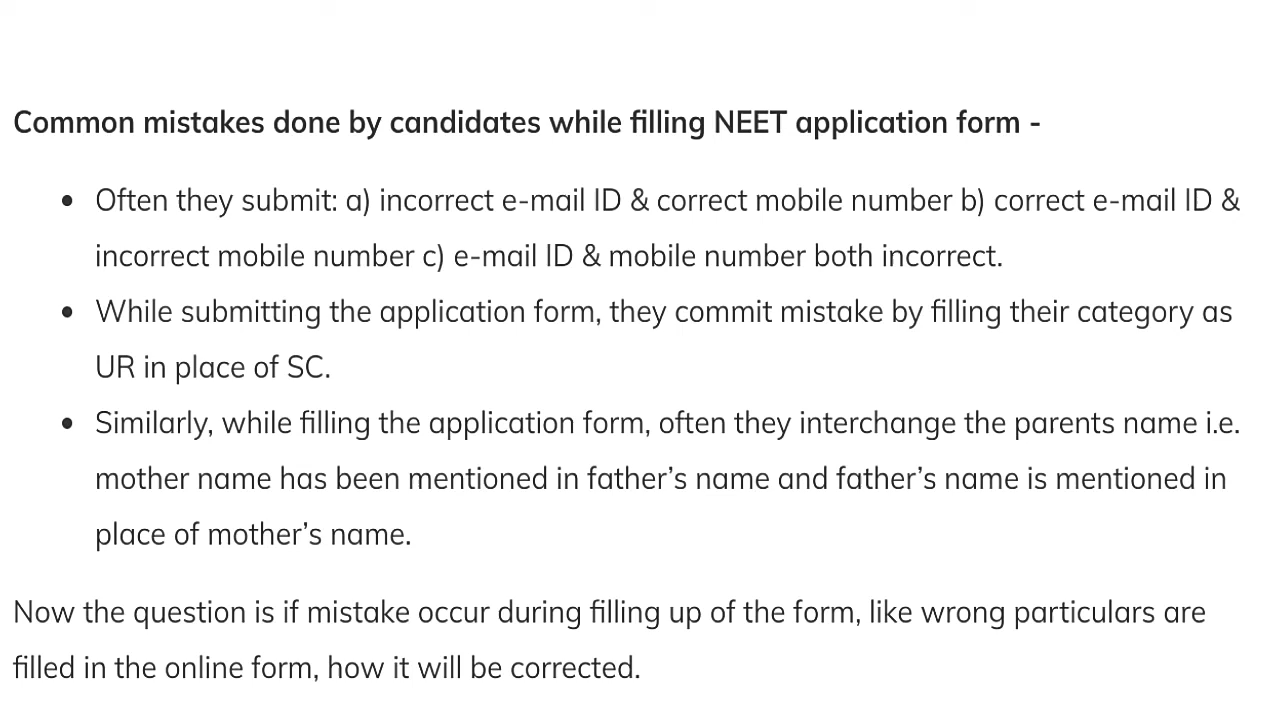 Common mistakes done by candidates while filling NEET application form -
• Often they submit: a) incorrect e-mail ID & correct mobile number b) correct e-mail ID &
incorrect mobile number c) e-mail ID & mobile number both incorrect.
• While submitting the application form, they commit mistake by filling their category as
UR in place of SC.
• Similarly, while filling the application form, often they interchange the parents name i.e.
mother name has been mentioned in father’s name and father’s name is mentioned in
place of mother’s name.
Now the question is if mistake occur during filling up of the form, like wrong particulars are
filled in the online form, how it will be corrected.